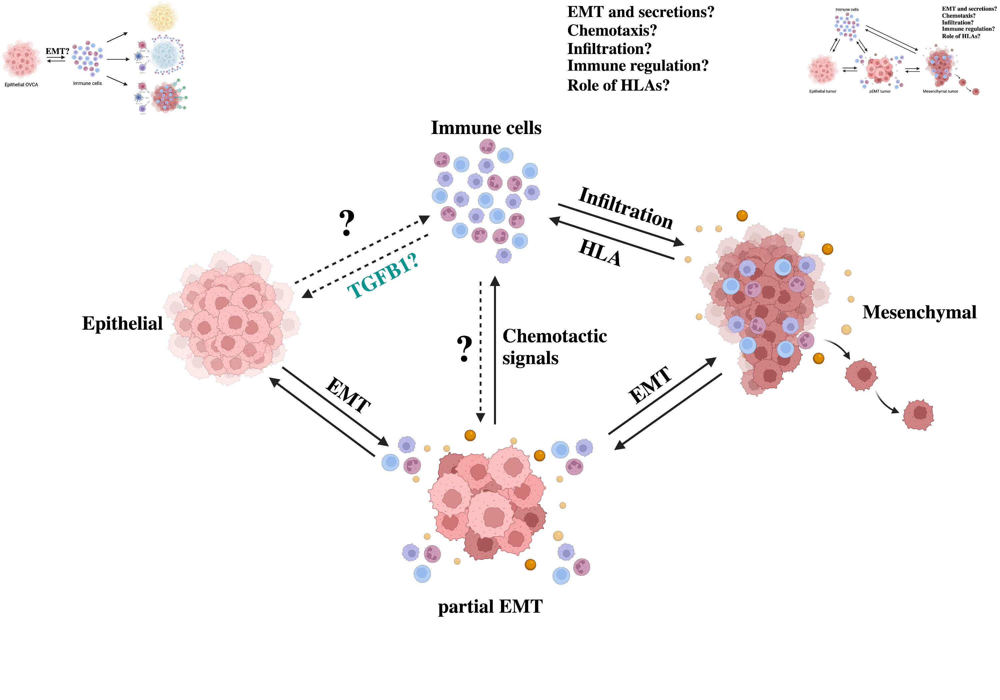 EMT?
Epithelial OVCA
Immune cells
EMT and secretions?
Chemotaxis?
Infiltration?
Immune regulation?
Role of HLAs?
Immune cells
EMT and secretions?
Chemotaxis?
Infiltration?
Immune regulation?
Role of HLAs?
Epithelial tumor
pEMT tumor
Mesenchymal tumor
Immune cells
?
TGFB1?
Infiltration
HLA
Epithelial
Mesenchymal
?
Chemotactic
signals
EMT
EMT
partial EMT